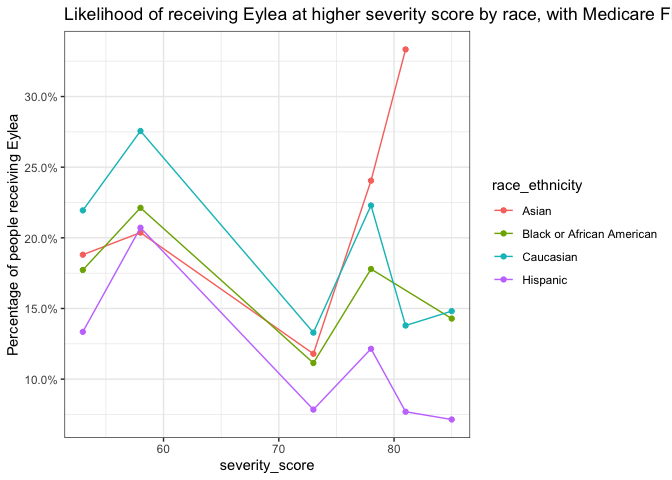 Likelihood of receiving Eylea at higher severity score by race, with Medicare F
Percentage of people receiving Eylea
30.0%
25.0%
20.0%
15.0%
10.0%
60
70
80
severity_score
race_ethnicity
Asian
Black or African American
Caucasian
Hispanic